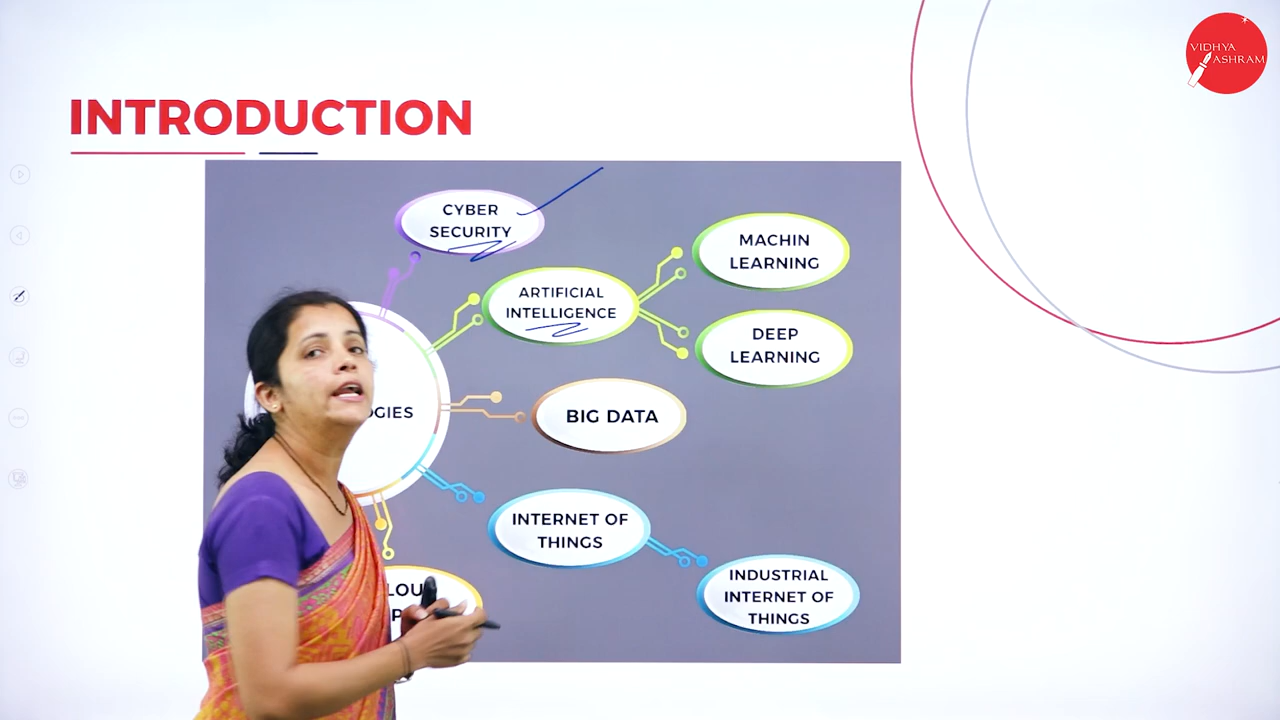 VIDHYA
ASHRAM
INTRODUCTION
CYBER
SECURITY
MACHIN
LEARNING
ARTIFICIAL
INTELLIGENCE
DEEP
LEARNING
OGIES
BIG DATA
INTERNET OF
THINGS
INDUSTRIAL
INTERNET OF
THINGS
LOU
P